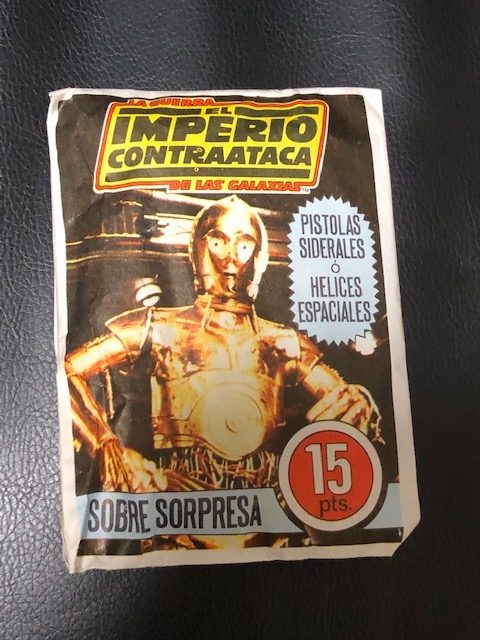 LA GUERRA
EL
IMPERIO
CONTRAATACA
DE LAS GALAXIAS
PISTOLAS
SIDERALES
Ó
HELICES
ESPACIALES
15
pts.
SOBRE SORPRESA